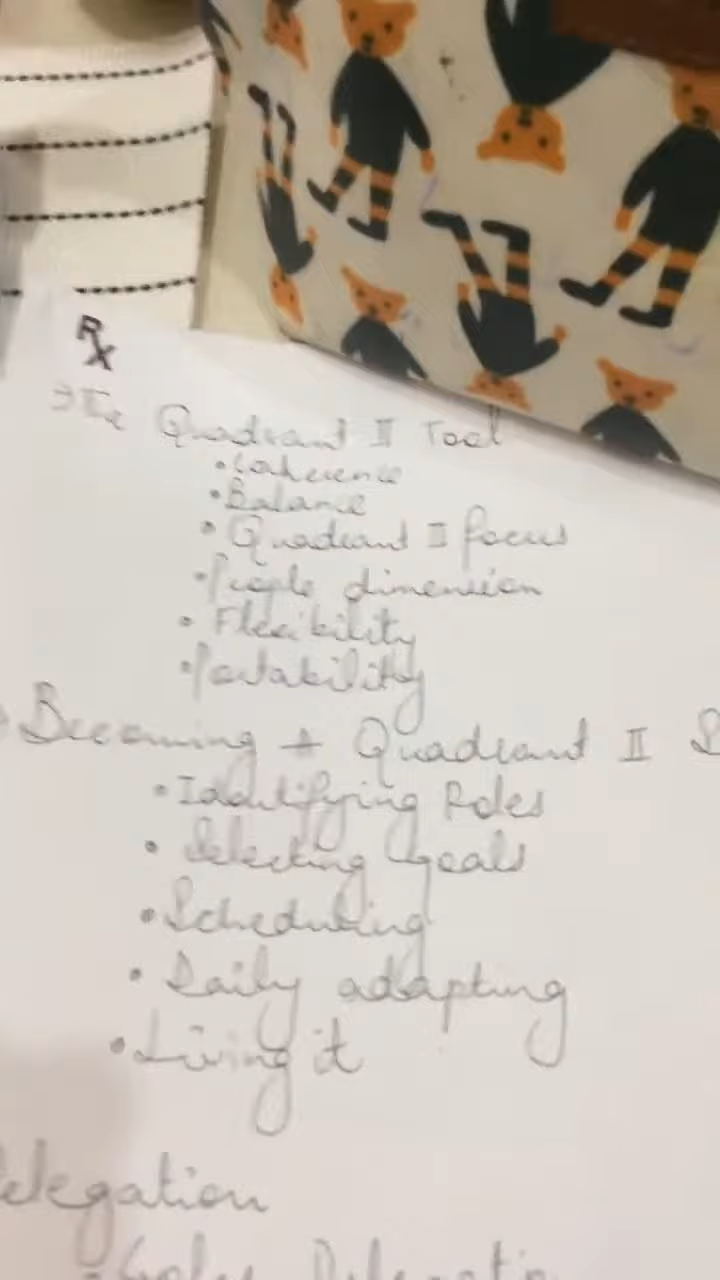 Rx
→ The Quadrant II Tool
• Coherence
• Balance
• Quadrant II focus
• People dimension
• Flexibility
• Portability
Becoming A Quadrant II S
• Identifying Roles
• Selecting goals
• Scheduling
• Daily adapting
• Living it
Delegation